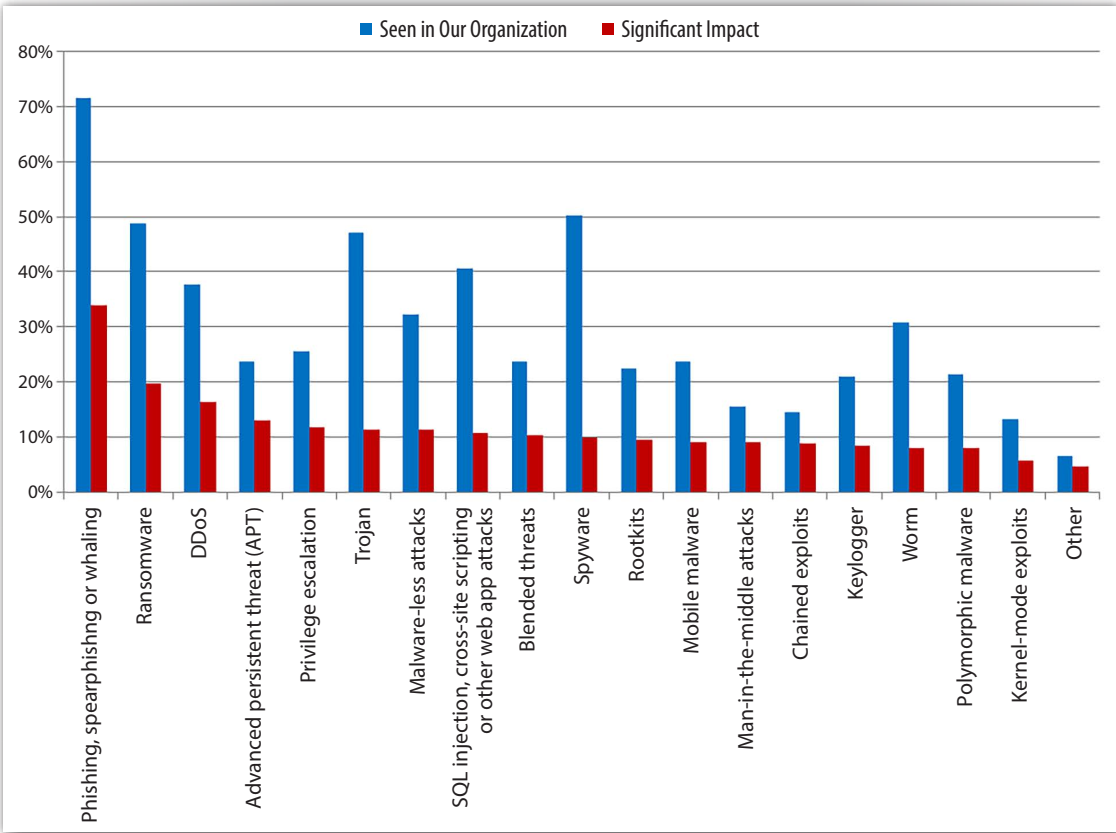 Seen in Our Organization
Significant Impact
80%
70%
60%
50%
40%
30%
20%
10%
0%
Phishing, spearphishng or whaling
Ransomware
DDoS
Advanced persistent threat (APT)
Privilege escalation
Trojan
Malware-less attacks
SQL injection, cross-site scripting
or other web app attacks
Blended threats
Spyware
Rootkits
Mobile malware
Man-in-the-middle attacks
Chained exploits
Keylogger
Worm
Polymorphic malware
Kernel-mode exploits
Other